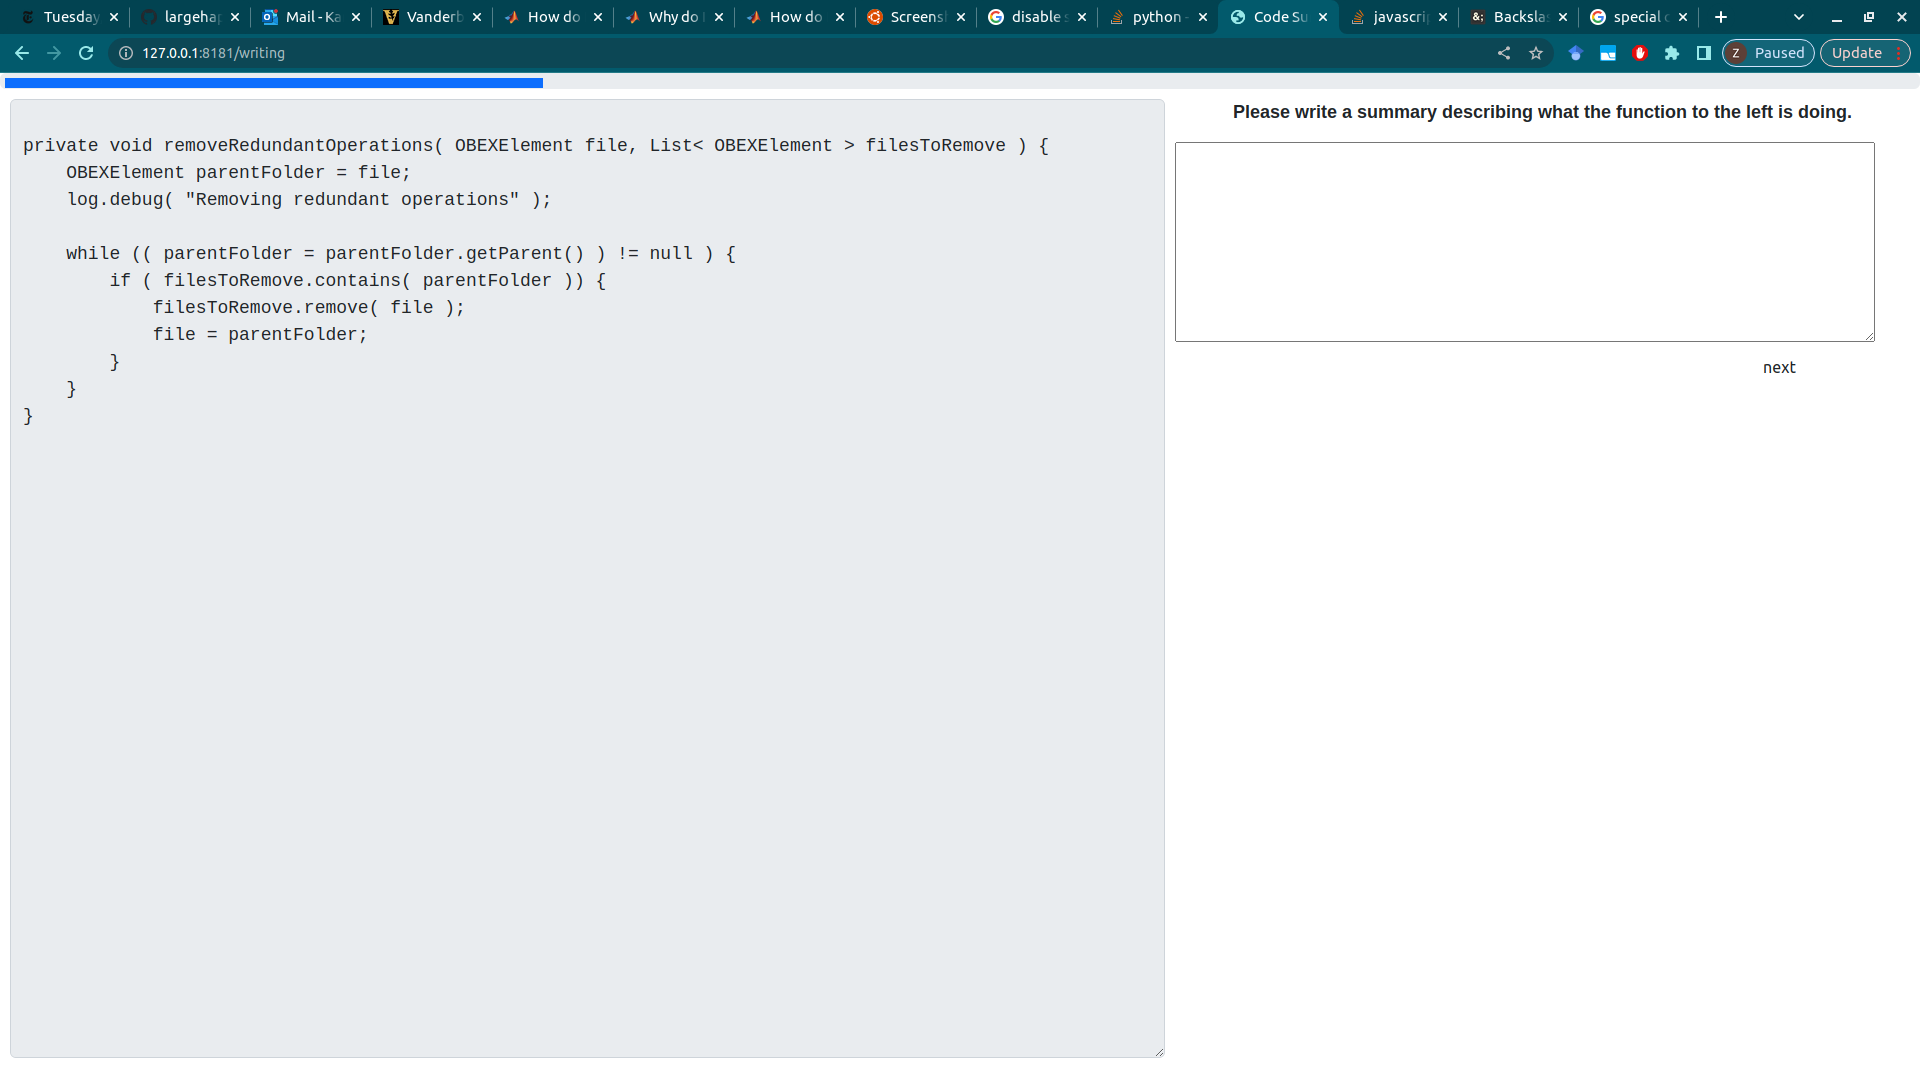 Tuesday largehap Mail - Ka Vanderb How do Why do How do Screens disable s python - Code Su javascrip Backslas special c
127.0.0.1:8181/writing Z Paused Update
Please write a summary describing what the function to the left is doing.
private void removeRedundantOperations( OBEXElement file, List< OBEXElement > filesToRemove ) {
    OBEXElement parentFolder = file;
    log.debug( "Removing redundant operations" );
    while (( parentFolder = parentFolder.getParent() ) != null ) {
        if ( filesToRemove.contains( parentFolder )) {
            filesToRemove.remove( file );
            file = parentFolder;
        }
    }
}
next